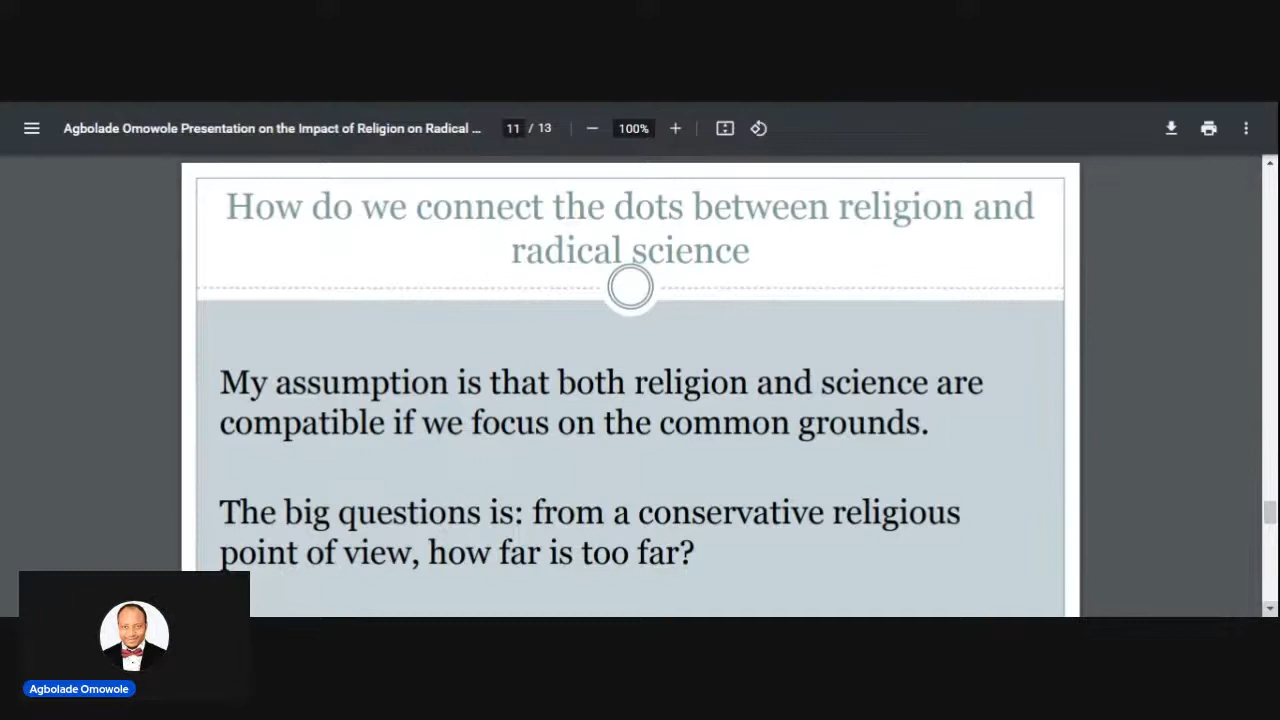 Agbolade Omowole Presentation on the Impact of Religion on Radical ...
11 / 13
100%
How do we connect the dots between religion and
radical science
My assumption is that both religion and science are
compatible if we focus on the common grounds.
The big questions is: from a conservative religious
point of view, how far is too far?
Agbolade Omowole